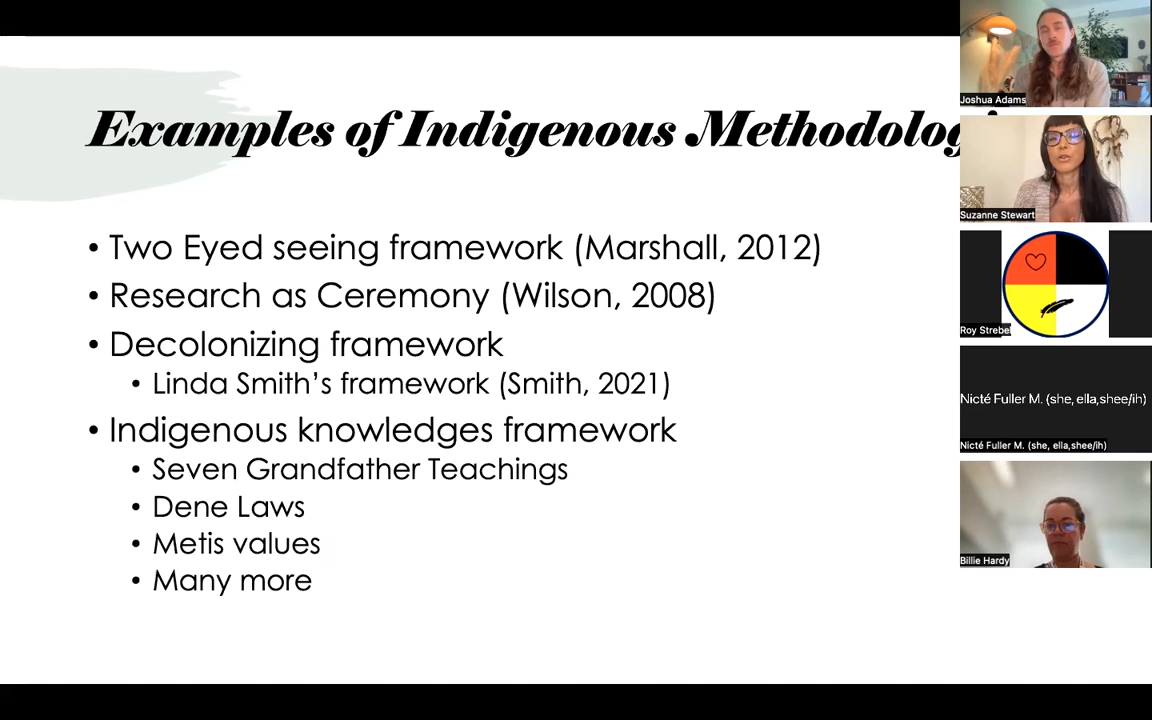 Examples of Indigenous Methodolog
• Two Eyed seeing framework (Marshall, 2012)
• Research as Ceremony (Wilson, 2008)
• Decolonizing framework
• Linda Smith's framework (Smith, 2021)
• Indigenous knowledges framework
• Seven Grandfather Teachings
• Dene Laws
• Metis values
• Many more
Joshua Adams
Suzanne Stewart
Roy Strebel
Nicté Fuller M. (she, ella,shee/ih)
Nicté Fuller M. (she, ella,shee/ih)
Billie Hardy